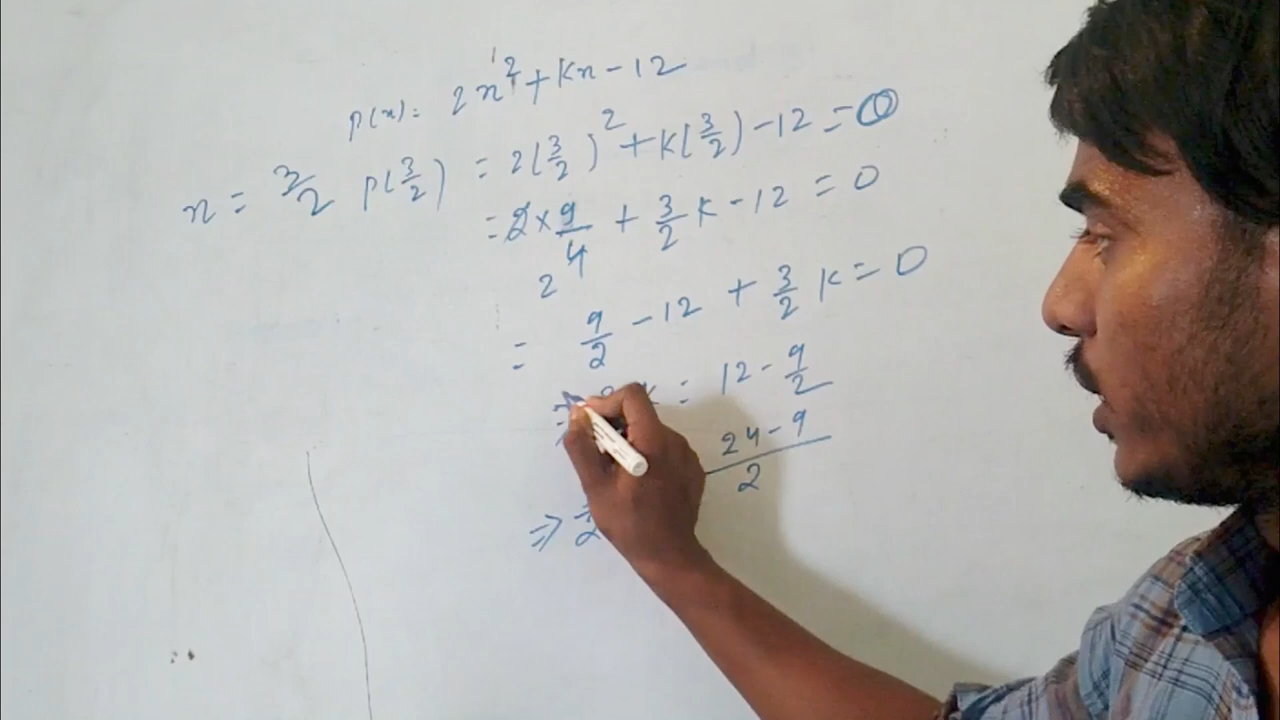 p(x) = 2x² + kx - 12
x = 3/2 p(3/2) = 2(3/2)² + k(3/2) - 12 = 0
= 2 × 9/4 + 3/2 k - 12 = 0
2
= 9/2 - 12 + 3/2 k = 0
k = 12 - 9/2
24 - 9 / 2
⇒